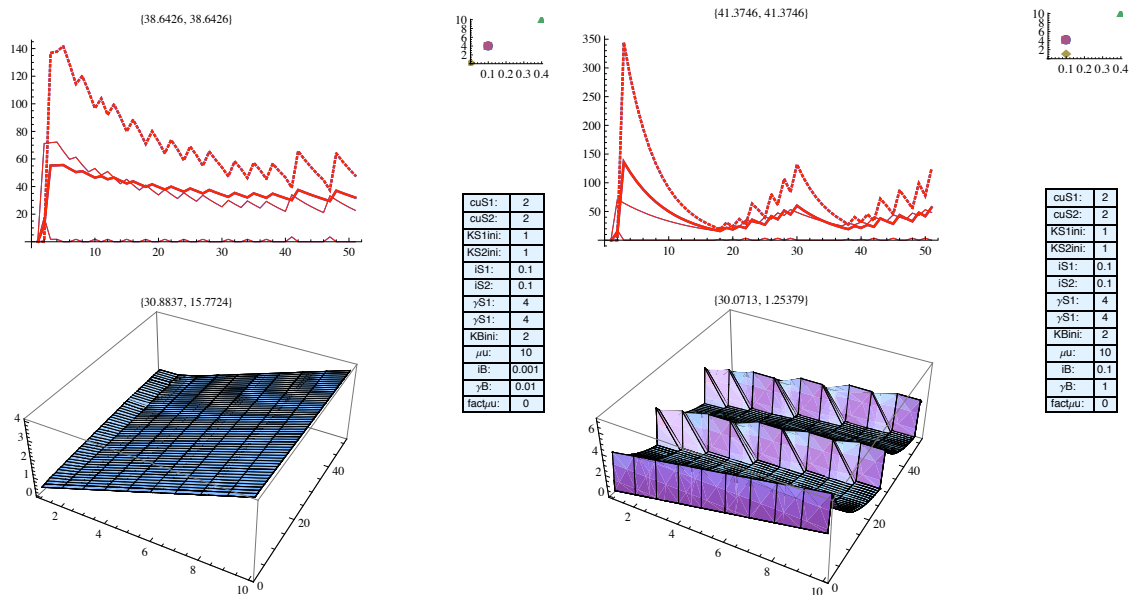 {38.6426, 38.6426}
140
120
100
80
60
40
20
10 20 30 40 50
10
8
6
4
2
0.1 0.2 0.3 0.4
cuS1: 2
cuS2: 2
KS1ini: 1
KS2ini: 1
iS1: 0.1
iS2: 0.1
γS1: 4
γS1: 4
KBini: 2
μu: 10
iB: 0.001
γB: 0.01
factμu: 0
{30.8837, 15.7724}
4
3
2
1
0
2
4
6
8
10
0
20
40
{41.3746, 41.3746}
350
300
250
200
150
100
50
10 20 30 40 50
10
8
6
4
2
0.1 0.2 0.3 0.4
cuS1: 2
cuS2: 2
KS1ini: 1
KS2ini: 1
iS1: 0.1
iS2: 0.1
γS1: 4
γS1: 4
KBini: 2
μu: 10
iB: 0.1
γB: 1
factμu: 0
{30.0713, 1.25379}
6
4
2
0
2
4
6
8
10
0
20
40